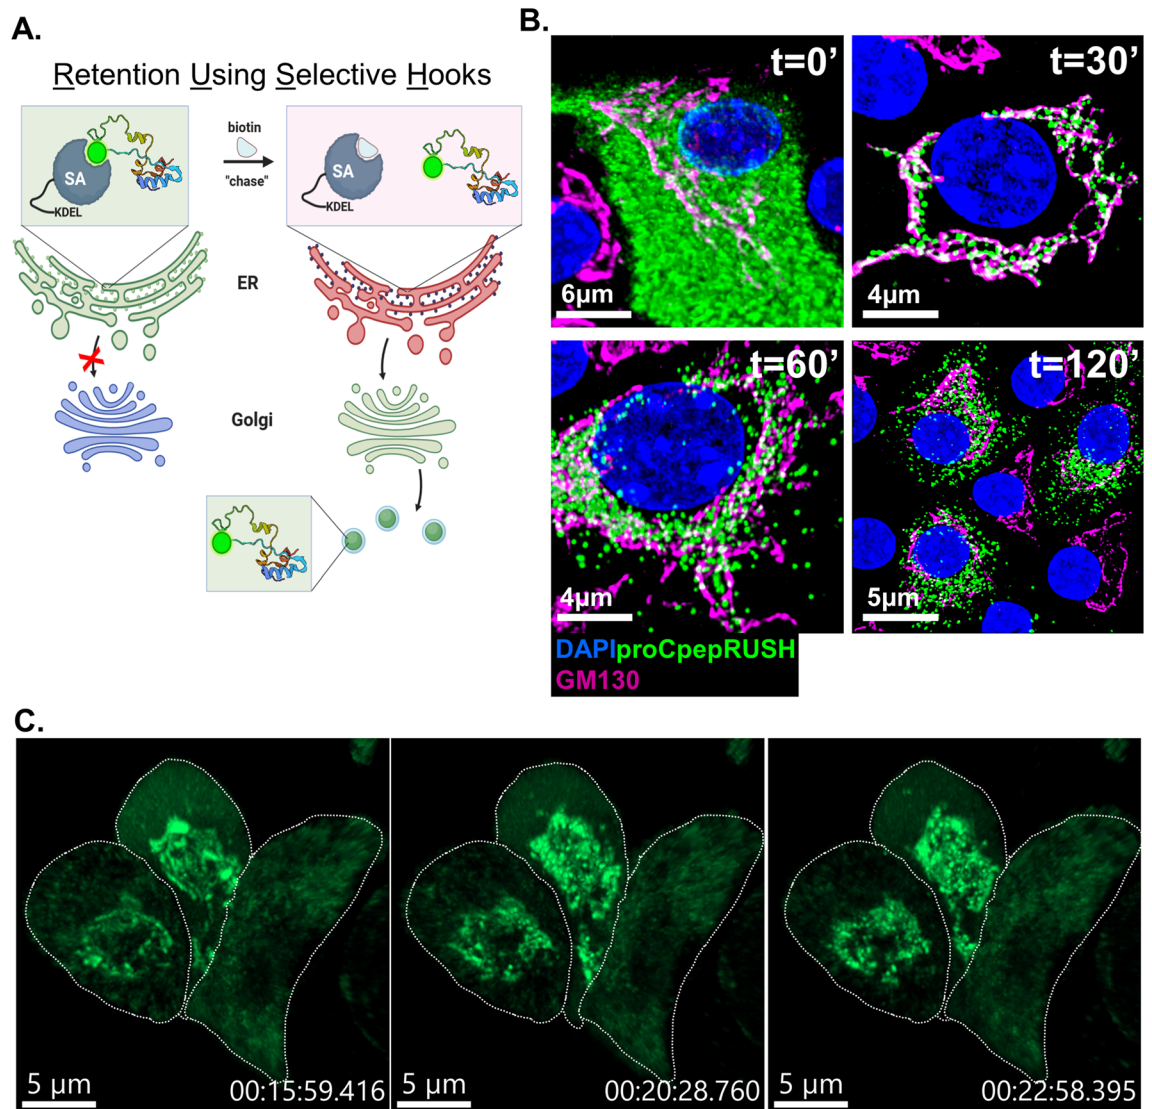 A.
Retention Using Selective Hooks
SA
KDEL
biotin
"chase"
SA
KDEL
ER
Golgi
B.
t=0’
6µm
t=30’
4µm
t=60’
4µm
t=120’
5µm
DAPIproCpepRUSH
GM130
C.
5 µm
00:15:59.416
5 µm
00:20:28.760
5 µm
00:22:58.395